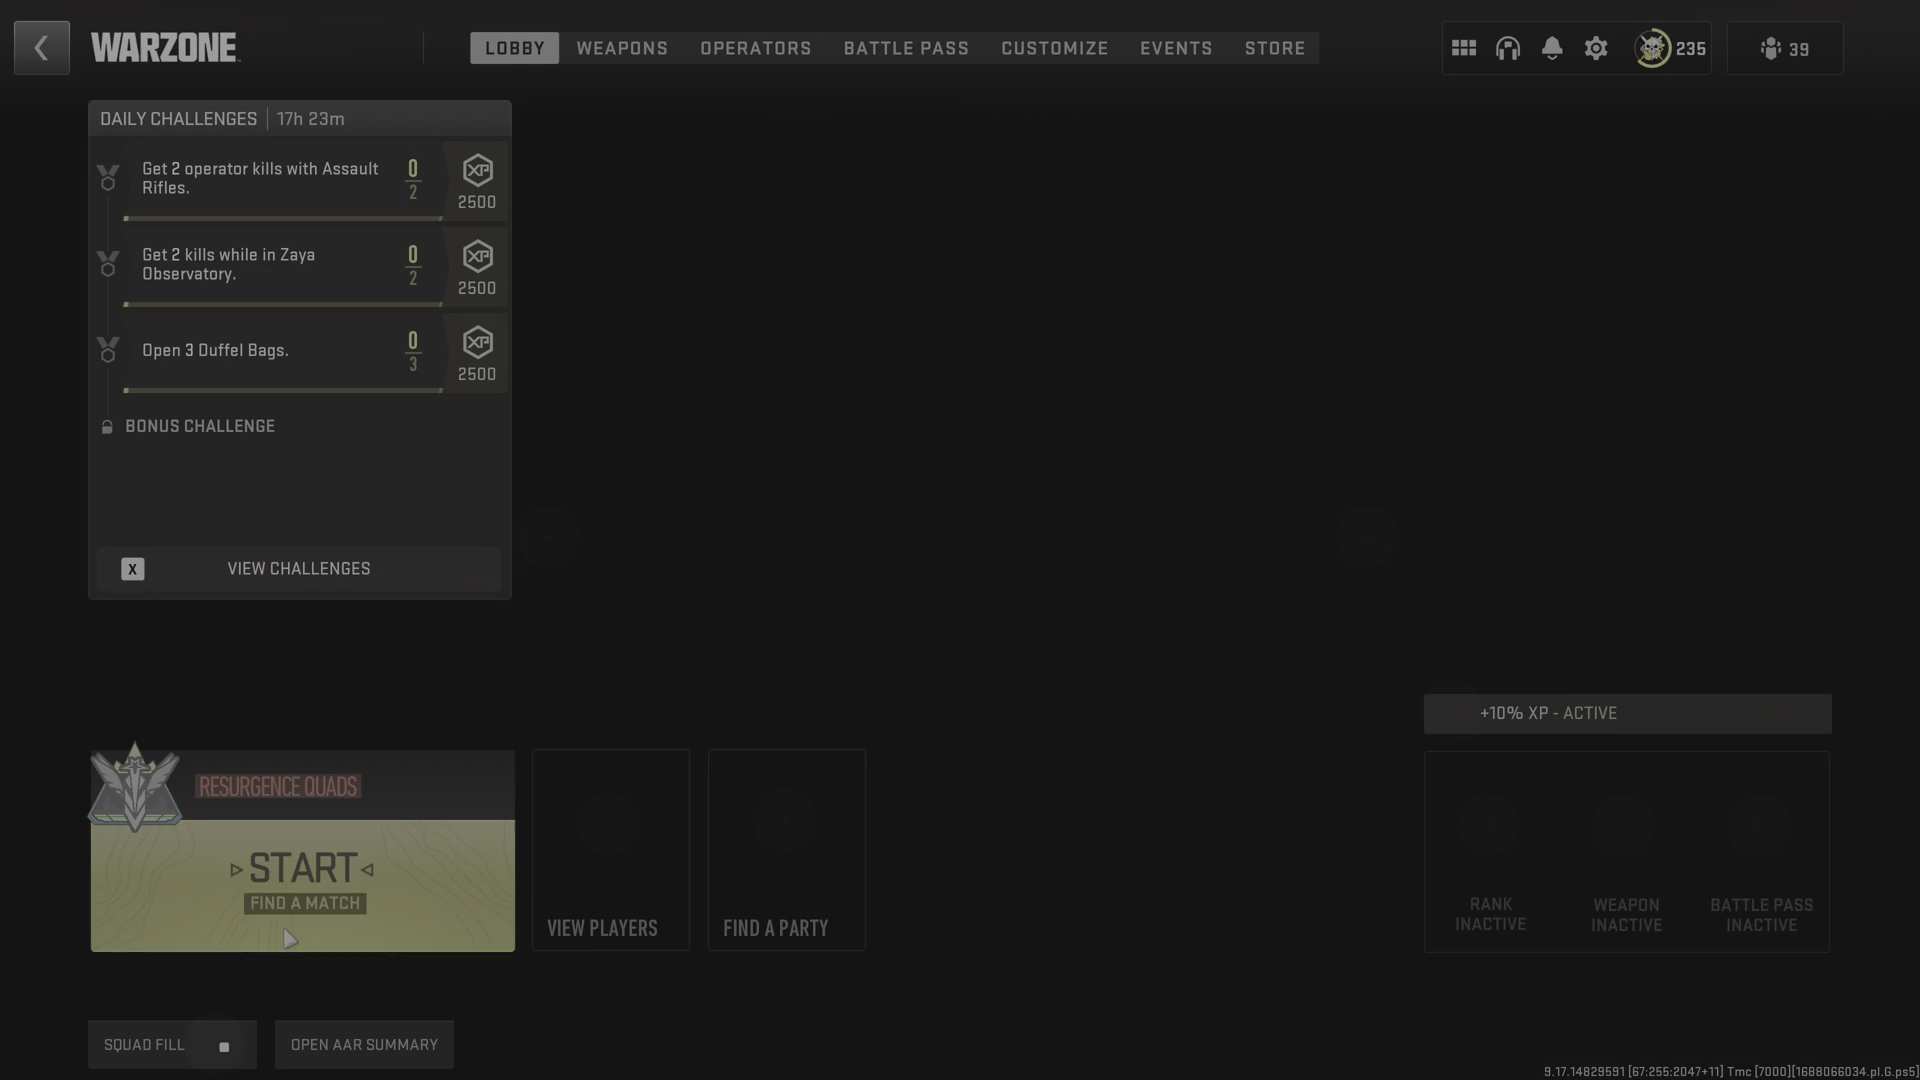 WARZONE
LOBBY WEAPONS OPERATORS BATTLE PASS CUSTOMIZE EVENTS STORE
235
39
DAILY CHALLENGES 17h 23m
Get 2 operator kills with Assault
Rifles.
0
2
XP
2500
Get 2 kills while in Zaya
Observatory.
0
2
XP
2500
Open 3 Duffel Bags.
0
3
XP
2500
BONUS CHALLENGE
X VIEW CHALLENGES
+10% XP - ACTIVE
RESURGENCE QUADS
START
FIND A MATCH
VIEW PLAYERS
FIND A PARTY
RANK
INACTIVE
WEAPON
INACTIVE
BATTLE PASS
INACTIVE
SQUAD FILL
OPEN AAR SUMMARY
9.17.14829591 [67:255:2047+11] Tmc [7000][1688066034.pl.G.ps5]